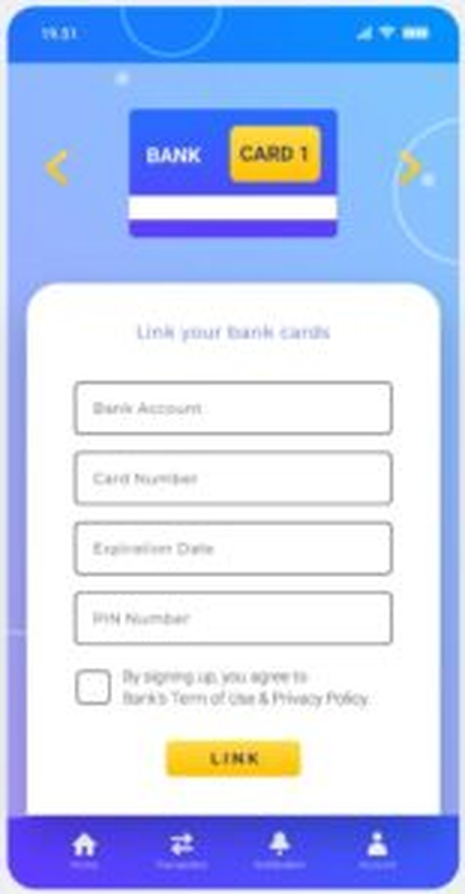 19.51
BANK
CARD 1
Link your bank cards
Bank Account
Card Number
Expiration Date
PIN Number
By signing up, you agree to
Bank's Term of Use & Privacy Policy.
LINK
Home